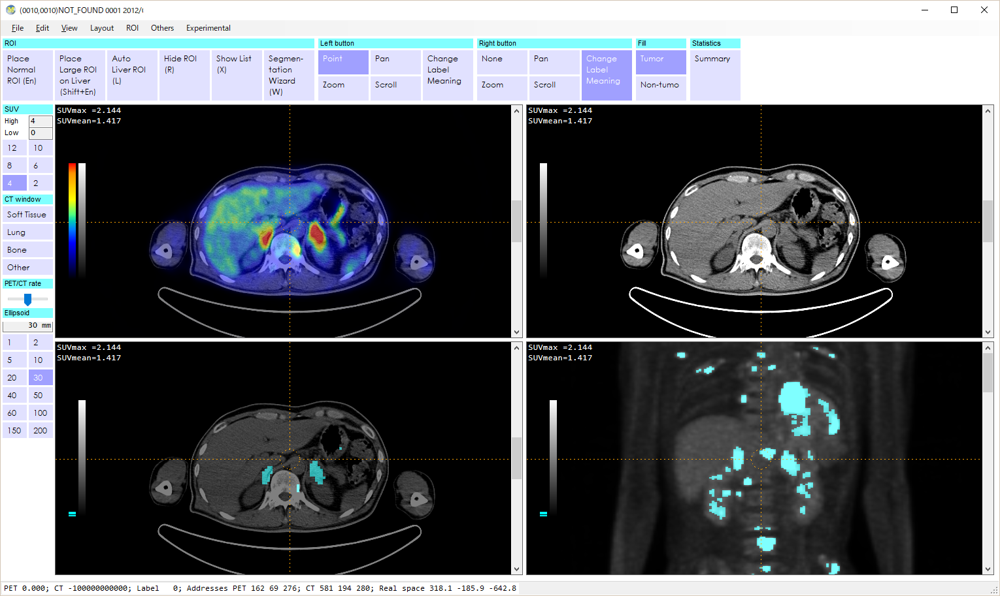 (0010,0010)NOT_FOUND 0001 2012/(
File Edit View Layout ROI Others Experimental
ROI Left button Right button Fill Statistics
Place Normal ROI (En)
Place Large ROI on Liver (Shift+En)
Auto Liver ROI (L)
Hide ROI (R)
Show List (X)
Segmen-tation Wizard (W)
Point Pan Change Label Meaning
Zoom Scroll
None Pan Change Label Meaning
Zoom Scroll
Tumor
Non-tumo
Summary
SUV
High 4
Low 0
12 10
8 6
4 2
CT window
Soft Tissue
Lung
Bone
Other
PET/CT rate
Ellipsoid
30 mm
1 2
5 10
20 30
40 50
60 100
150 200
SUVmax =2.144
SUVmean=1.417
SUVmax =2.144
SUVmean=1.417
SUVmax =2.144
SUVmean=1.417
SUVmax =2.144
SUVmean=1.417
PET 0.000; CT -100000000000; Label 0; Addresses PET 162 69 276; CT 581 194 280; Real space 318.1 -185.9 -642.8